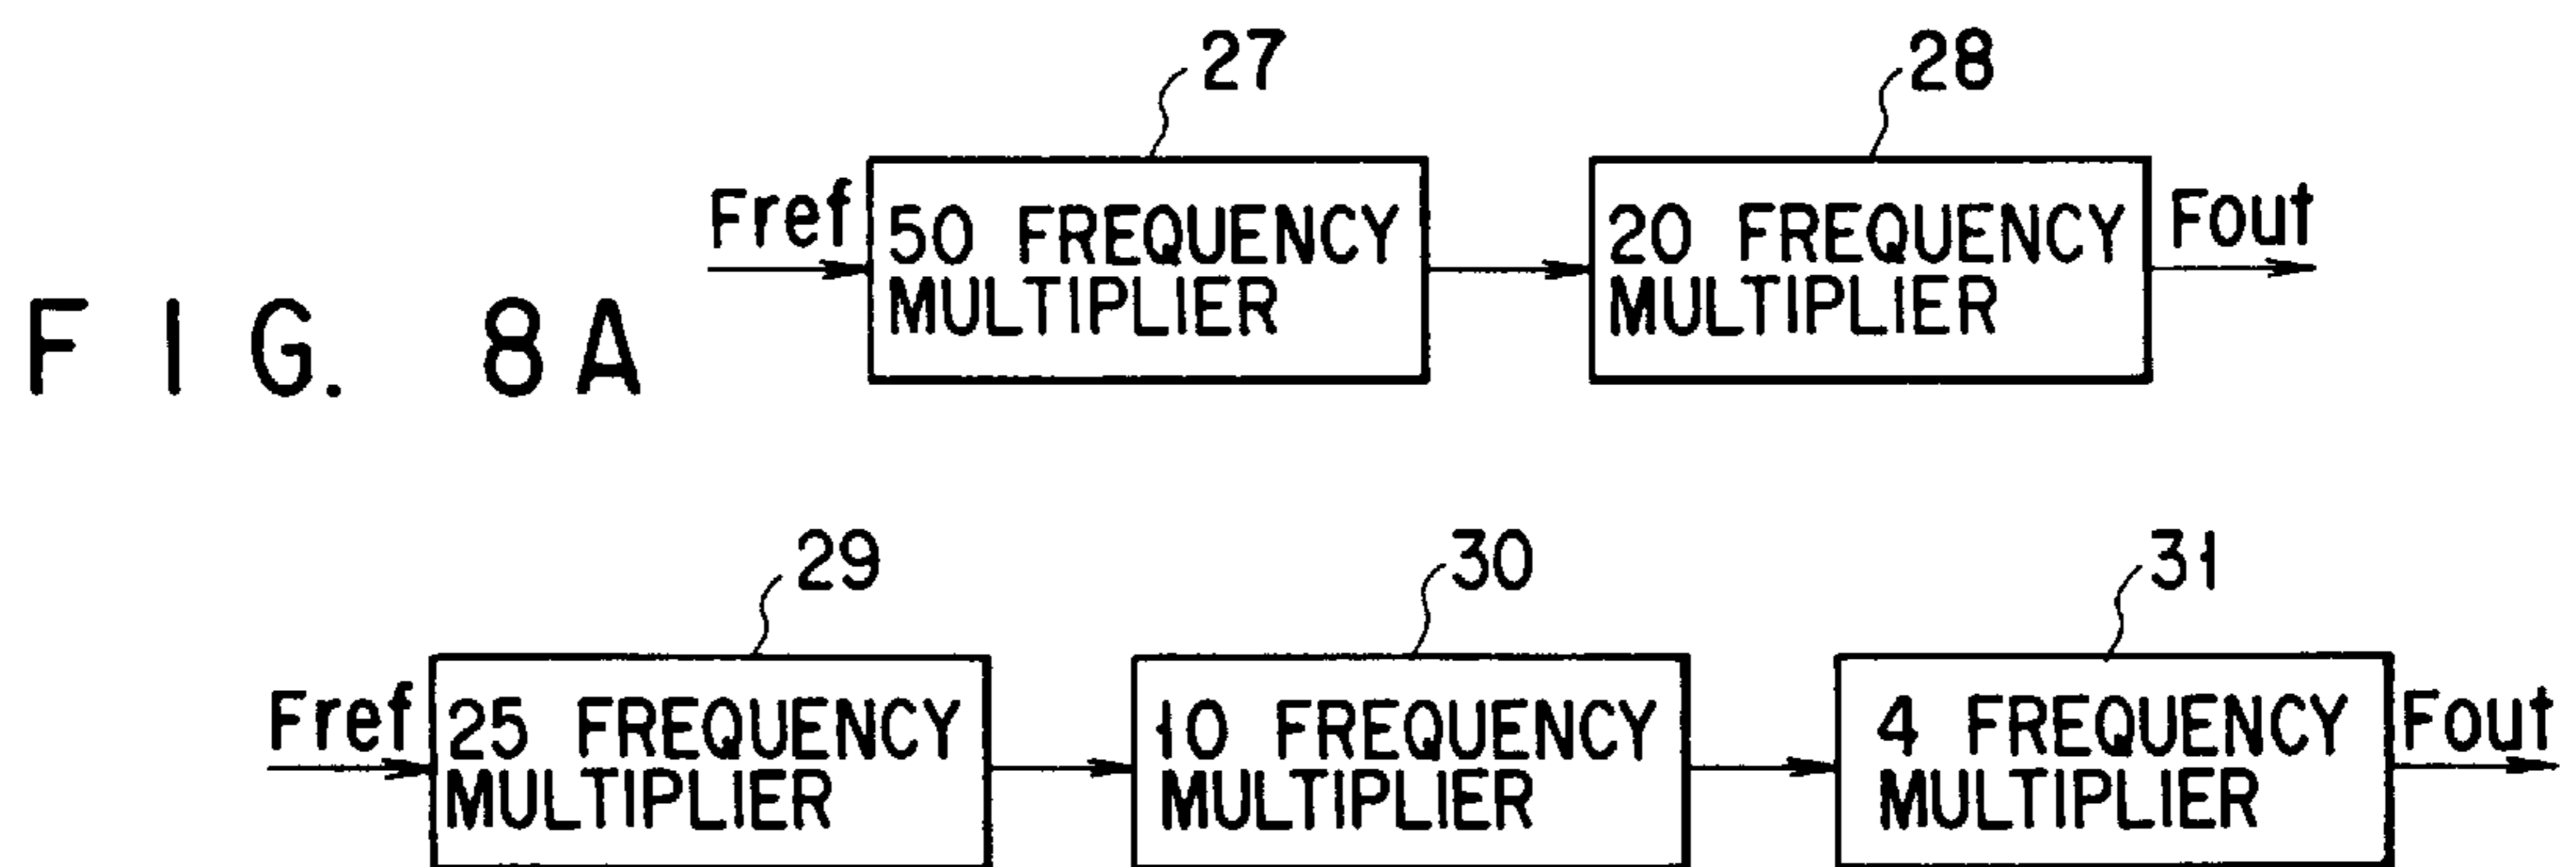 27
28
Fref
50 FREQUENCY
MULTIPLIER
20 FREQUENCY
MULTIPLIER
Fout
FIG. 8A
29
30
31
Fref
25 FREQUENCY
MULTIPLIER
10 FREQUENCY
MULTIPLIER
4 FREQUENCY
MULTIPLIER
Fout